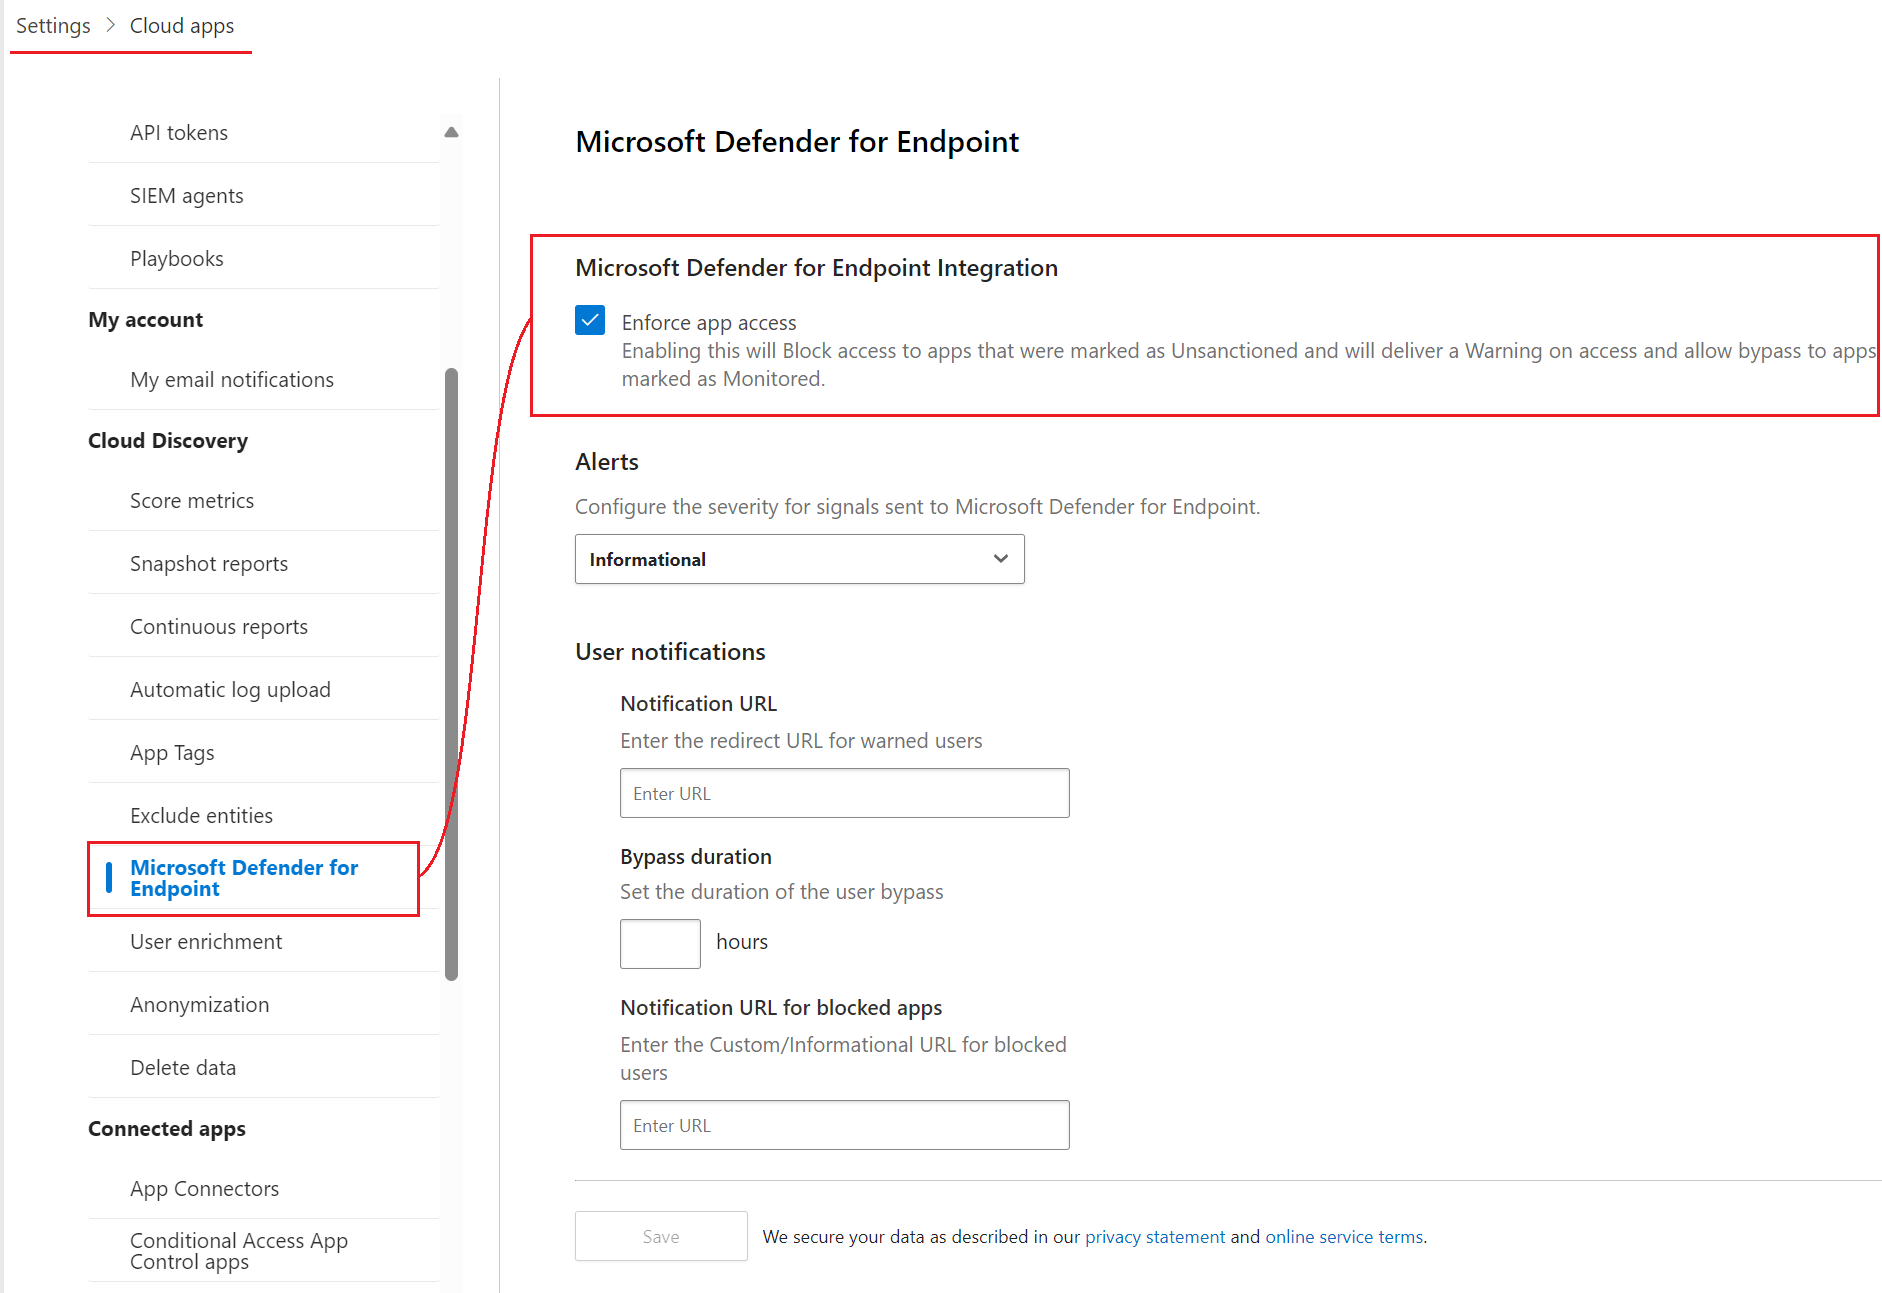 Settings > Cloud apps
API tokens
SIEM agents
Playbooks
My account
My email notifications
Cloud Discovery
Score metrics
Snapshot reports
Continuous reports
Automatic log upload
App Tags
Exclude entities
Microsoft Defender for
Endpoint
User enrichment
Anonymization
Delete data
Connected apps
App Connectors
Conditional Access App
Control apps
Microsoft Defender for Endpoint
Microsoft Defender for Endpoint Integration
Enforce app access
Enabling this will Block access to apps that were marked as Unsanctioned and will deliver a Warning on access and allow bypass to apps
marked as Monitored.
Alerts
Configure the severity for signals sent to Microsoft Defender for Endpoint.
Informational
User notifications
Notification URL
Enter the redirect URL for warned users
Enter URL
Bypass duration
Set the duration of the user bypass
hours
Notification URL for blocked apps
Enter the Custom/Informational URL for blocked
users
Enter URL
Save
We secure your data as described in our privacy statement and online service terms.